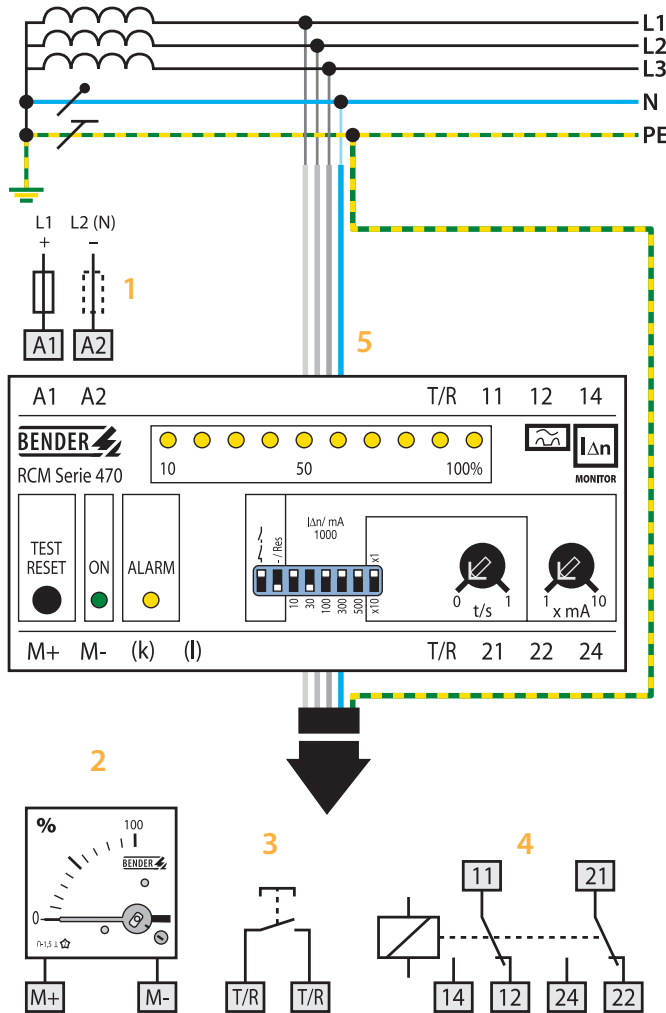 L1
L2
L3
N
PE
L1 L2 (N)
+ –
1
A1 A2
5
A1 A2 T/R 11 12 14
BENDER
RCM Serie 470
10 50 100%
I∆n
MONITOR
TEST
RESET
ON
ALARM
- / Res
I∆n/ mA
1000
10 30 100 300 500 x10 x1
0 t/s 1
1 x mA 10
M+ M- (k) (l) T/R 21 22 24
2
3
4
%
100
BENDER
0
M+ M-
T/R T/R
11 21
14 12 24 22